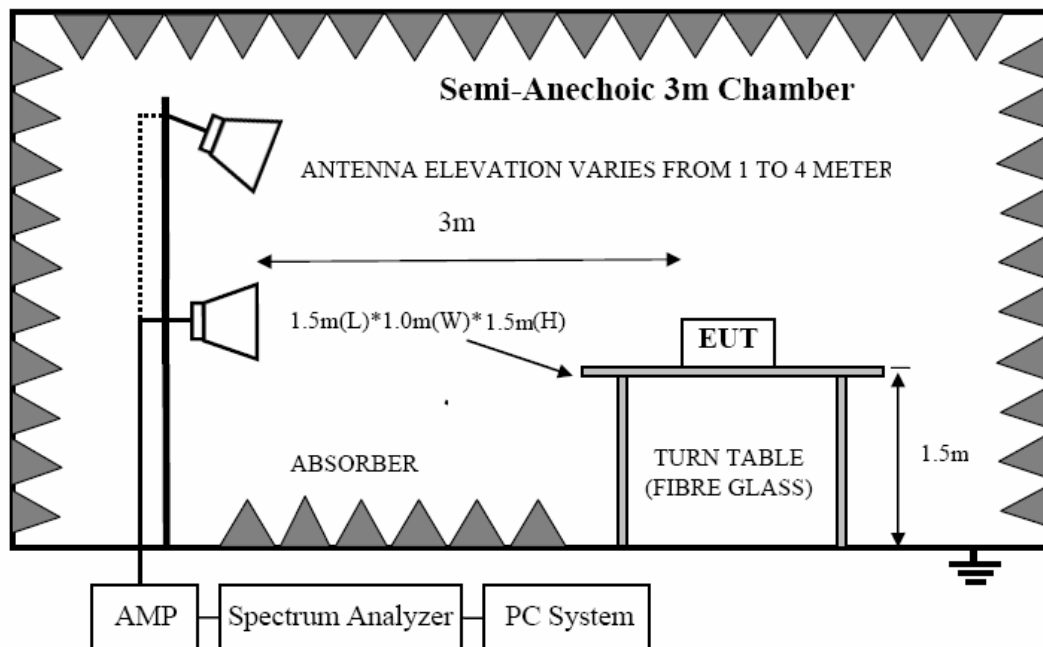 Semi-Anechoic 3m Chamber
ANTENNA ELEVATION VARIES FROM 1 TO 4 METER
3m
1.5m(L)*1.0m(W)*1.5m(H)
EUT
ABSORBER
TURN TABLE
(FIBRE GLASS)
1.5m
AMP
Spectrum Analyzer
PC System